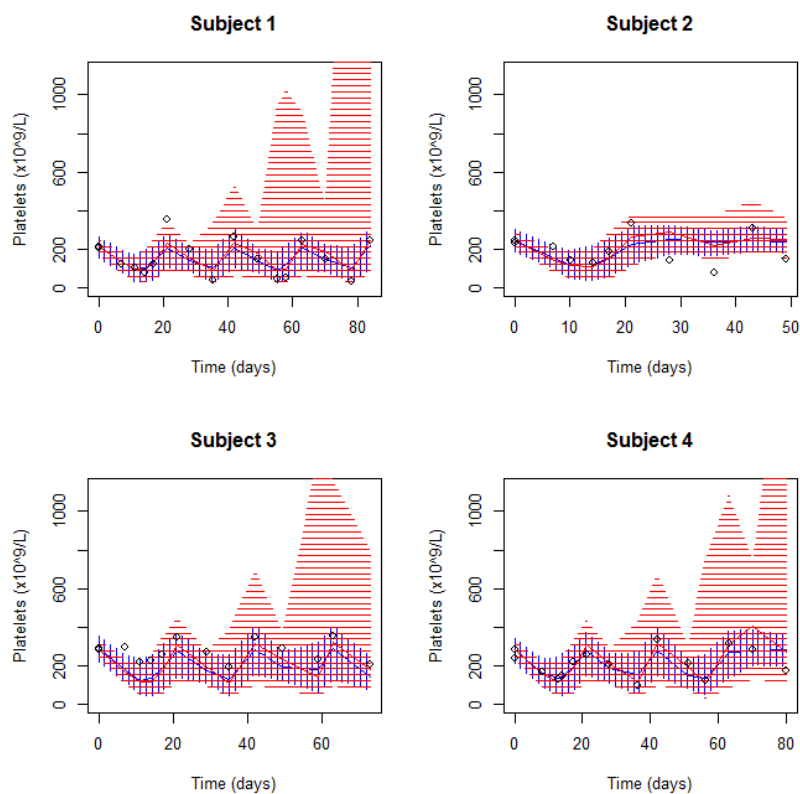 Subject 1
Platelets (x10^9/L)
1000
600
200
0
0 20 40 60 80
Time (days)
Subject 2
Platelets (x10^9/L)
1000
600
200
0
0 10 20 30 40 50
Time (days)
Subject 3
Platelets (x10^9/L)
1000
600
200
0
0 20 40 60
Time (days)
Subject 4
Platelets (x10^9/L)
1000
600
200
0
0 20 40 60 80
Time (days)